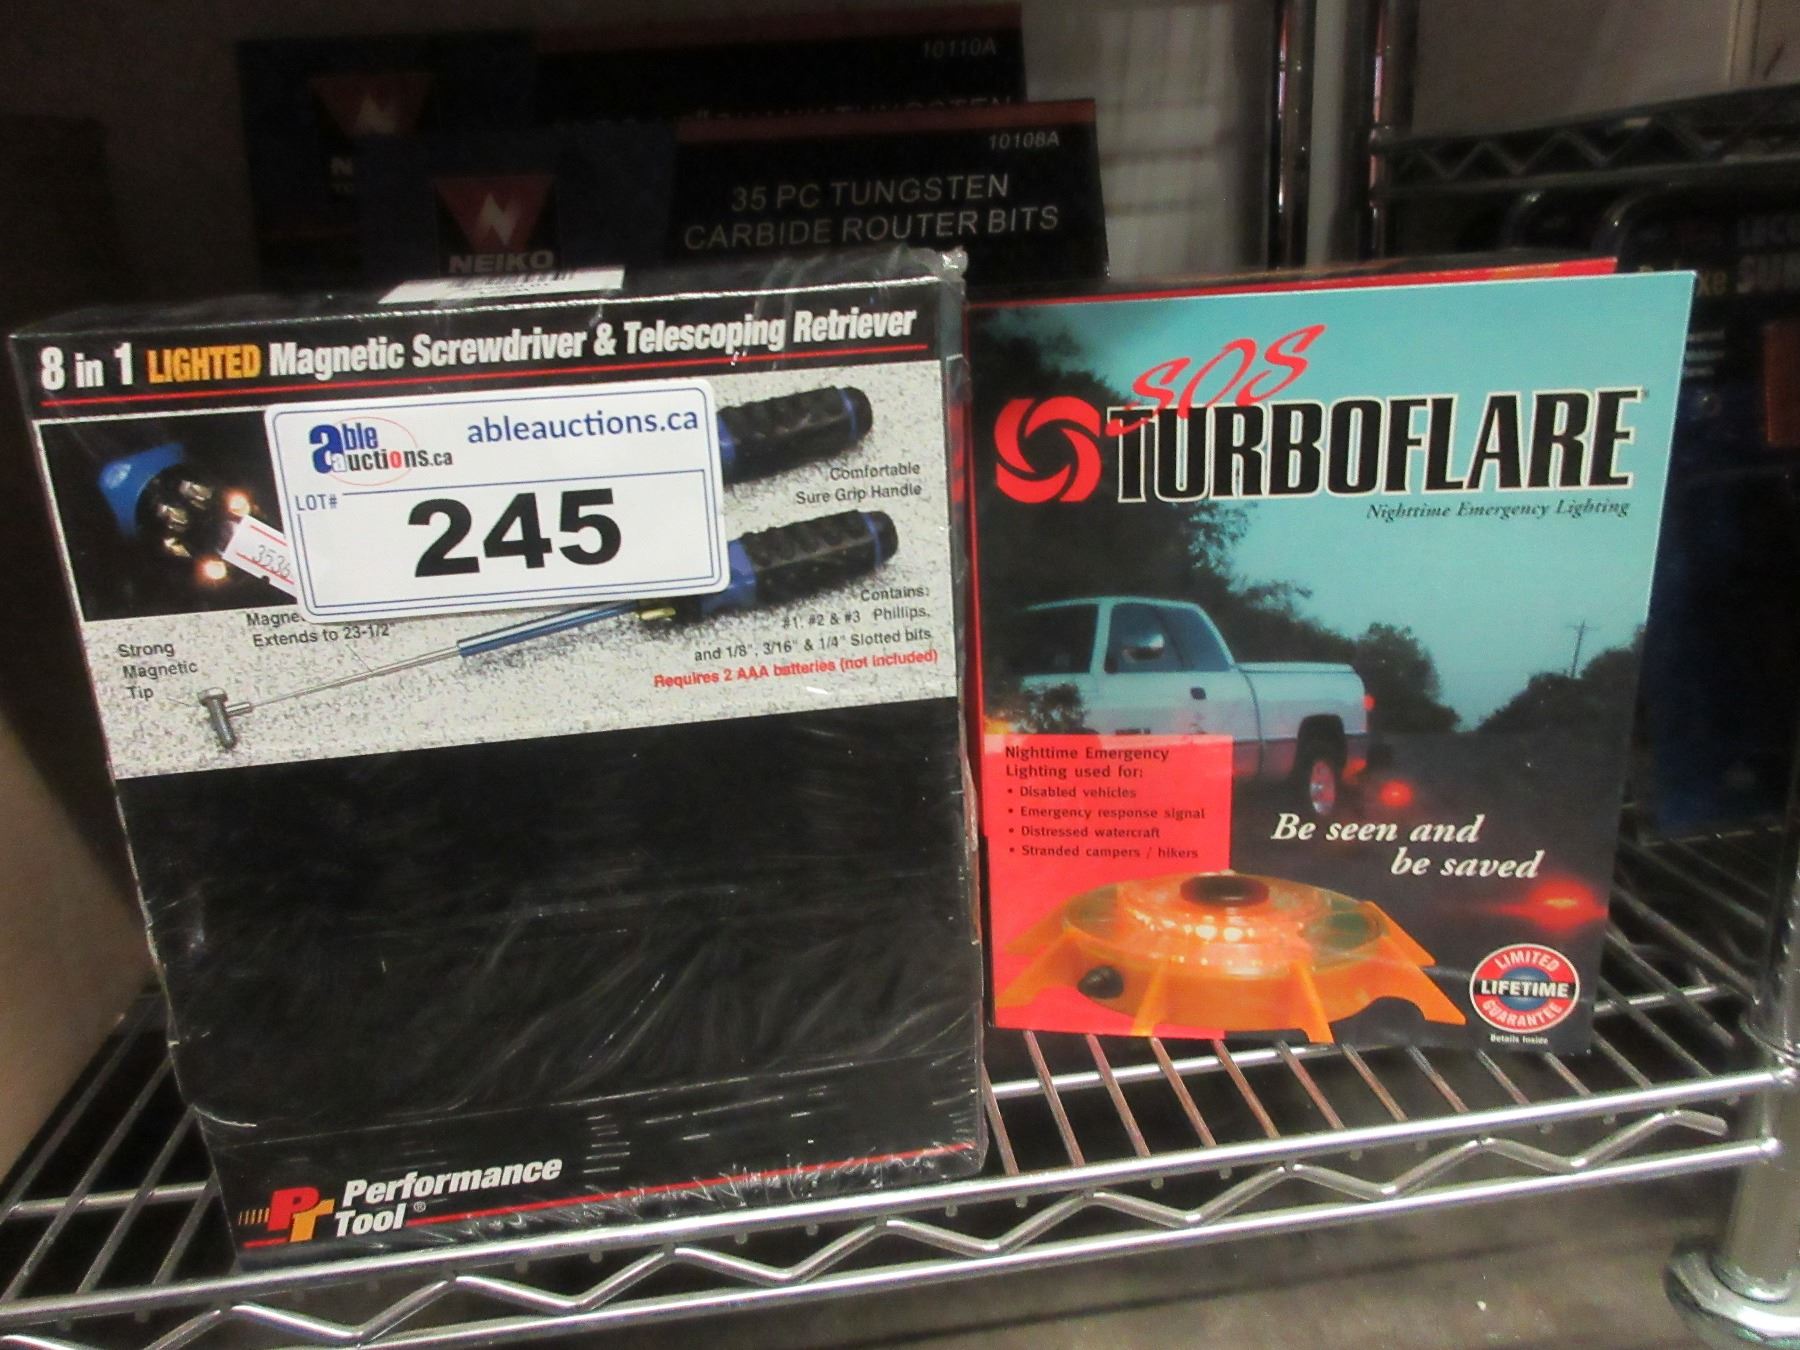 10110A
TUNGSTEN
10108A
35 PC TUNGSTEN
CARBIDE ROUTER BITS
NEIKO
8 in 1 LIGHTED Magnetic Screwdriver & Telescoping Retriever
able auctions.ca
ableauctions.ca
LOT#
245
Comfortable
Sure Grip Handle
Extends to 23-1/2"
Strong
Magnetic
Tip
Contains:
#1, #2 & #3 Phillips,
and 1/8", 3/16" & 1/4" Slotted bits
Requires 2 AAA batteries (not included)
PT Performance
Tool®
SOS
TURBOFLARE
Nighttime Emergency Lighting
Nighttime Emergency
Lighting used for:
• Disabled vehicles
• Emergency response signal
• Distressed watercraft
• Stranded campers / hikers
Be seen and
be saved
LIMITED
LIFETIME
GUARANTEE
Details Inside